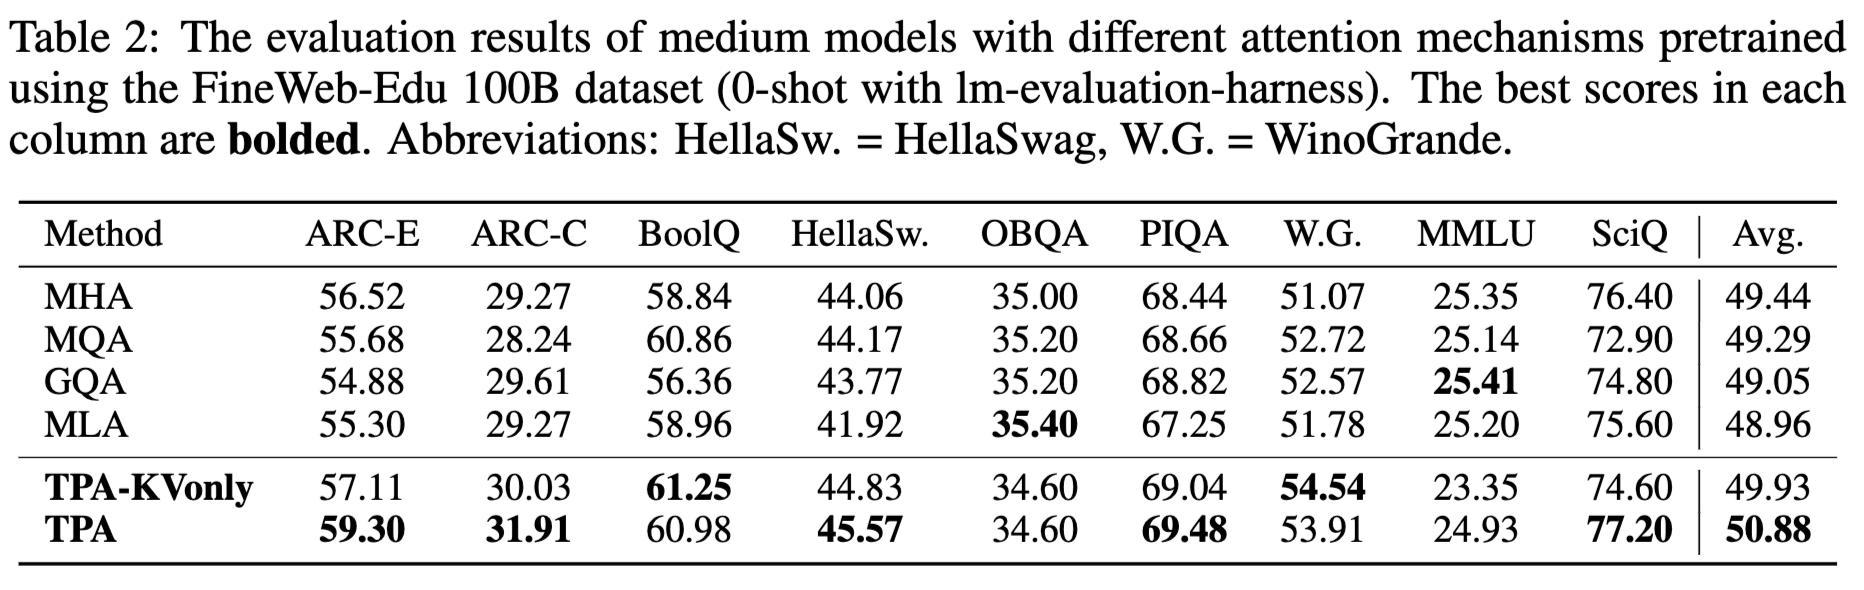 Table 2: The evaluation results of medium models with different attention mechanisms pretrained
using the FineWeb-Edu 100B dataset (0-shot with lm-evaluation-harness). The best scores in each
column are bolded. Abbreviations: HellaSw. = HellaSwag, W.G. = WinoGrande.
Method ARC-E ARC-C BoolQ HellaSw. OBQA PIQA W.G. MMLU SciQ Avg.
MHA 56.52 29.27 58.84 44.06 35.00 68.44 51.07 25.35 76.40 49.44
MQA 55.68 28.24 60.86 44.17 35.20 68.66 52.72 25.14 72.90 49.29
GQA 54.88 29.61 56.36 43.77 35.20 68.82 52.57 25.41 74.80 49.05
MLA 55.30 29.27 58.96 41.92 35.40 67.25 51.78 25.20 75.60 48.96
TPA-KVonly 57.11 30.03 61.25 44.83 34.60 69.04 54.54 23.35 74.60 49.93
TPA 59.30 31.91 60.98 45.57 34.60 69.48 53.91 24.93 77.20 50.88